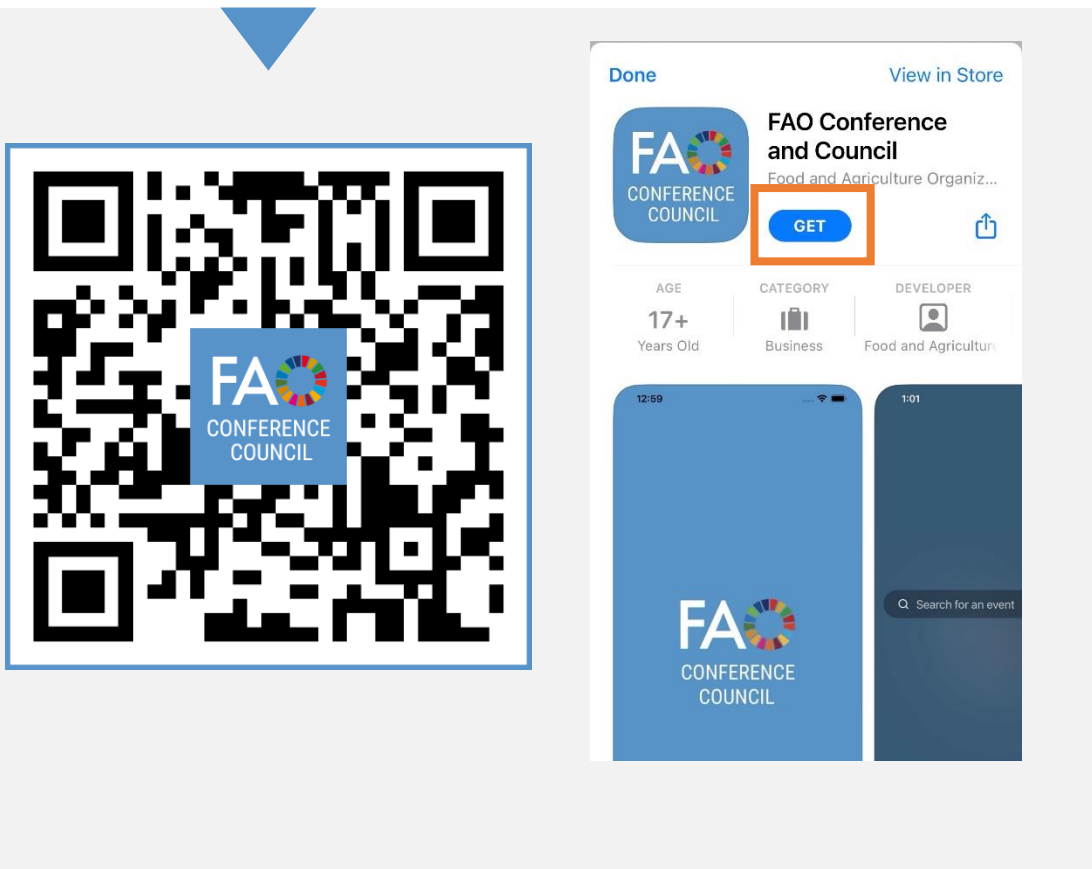 FAO
CONFERENCE
COUNCIL
Done
View in Store
FAO
CONFERENCE
COUNCIL
FAO Conference
and Council
Food and Agriculture Organiz...
GET
AGE
17+
Years Old
CATEGORY
Business
DEVELOPER
Food and Agriculture
12:59
FAO
CONFERENCE
COUNCIL
1:01
Search for an event